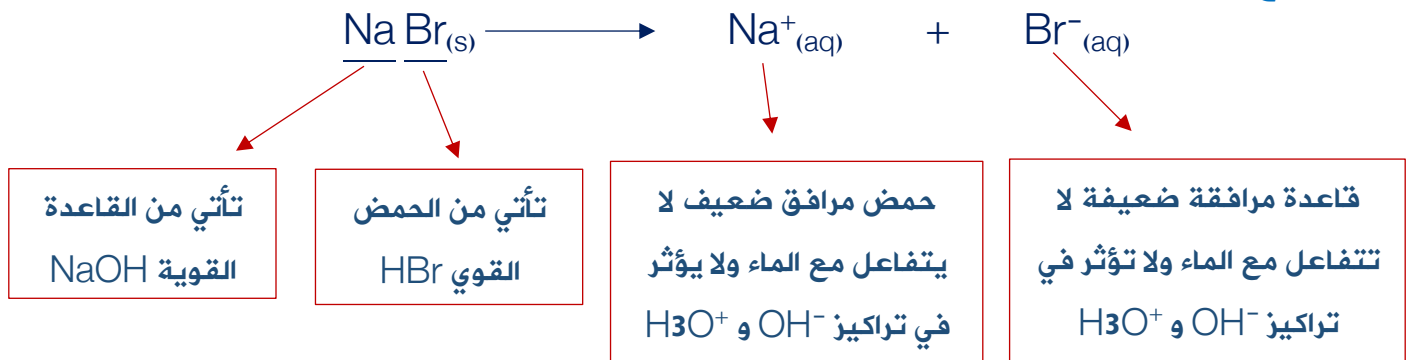 Na Br(s) ⟶ Na⁺(aq) + Br⁻(aq)
تأتي من القاعدة
القوية NaOH
تأتي من الحمض
القوي HBr
حمض مرافق ضعيف لا
يتفاعل مع الماء ولا يؤثر
في تراكيز OH⁻ و H3O⁺
قاعدة مرافقة ضعيفة لا
تتفاعل مع الماء ولا تؤثر في
تراكيز OH⁻ و H3O⁺